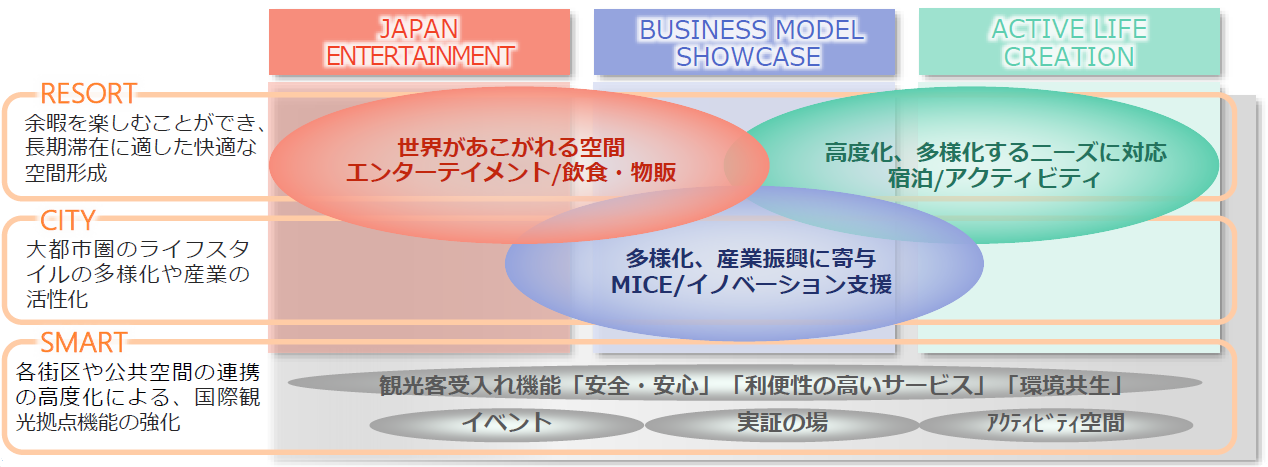 JAPAN
ENTERTAINMENT
BUSINESS MODEL
SHOWCASE
ACTIVE LIFE
CREATION
RESORT
余暇を楽しむことができ、
長期滞在に適した快適な
空間形成
世界があこがれる空間
エンターテイメント/飲食・物販
高度化、多様化するニーズに対応
宿泊/アクティビティ
CITY
大都市圏のライフスタ
イルの多様化や産業の
活性化
多様化、産業振興に寄与
MICE/イノベーション支援
SMART
各街区や公共空間の連携
の高度化による、国際観
光拠点機能の強化
観光客受入れ機能「安全・安心」「利便性の高いサービス」「環境共生」
イベント
実証の場
ｱｸﾃｨﾋﾞﾃｨ空間